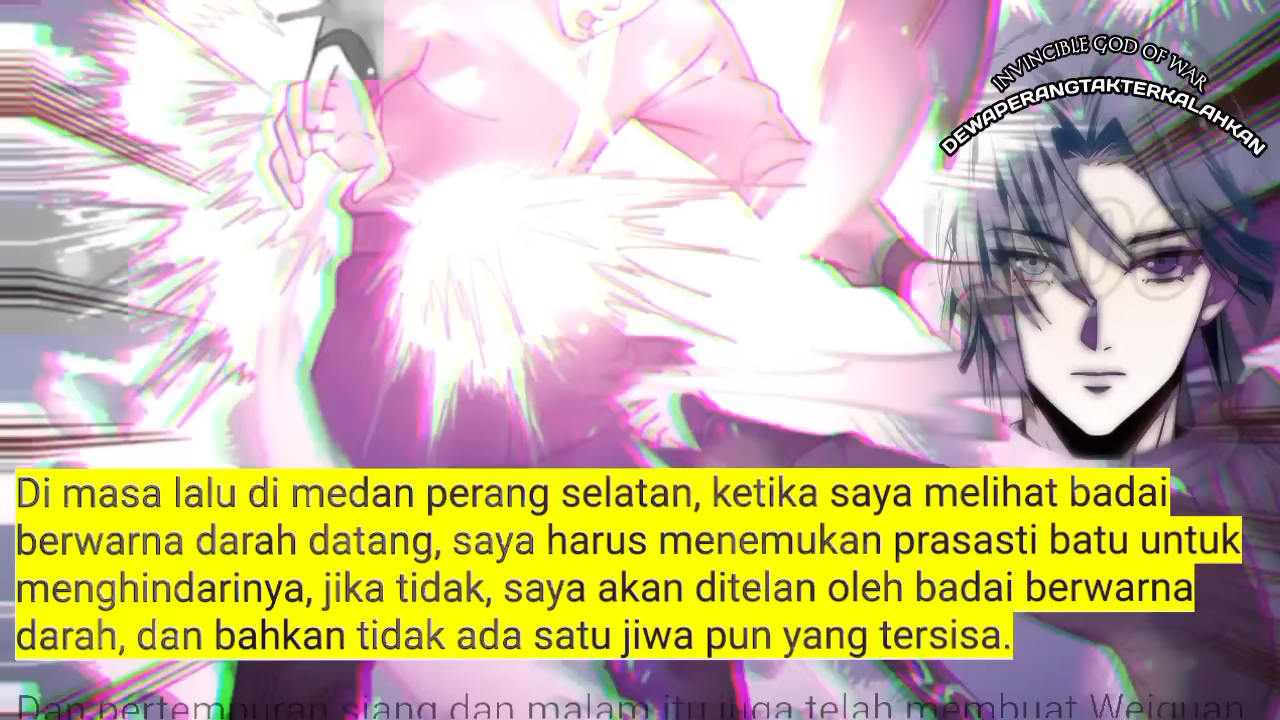 INVINCIBLE GOD OF WAR
DEWAPERANGTAKTERKALAHKAN
Di masa lalu di medan perang selatan, ketika saya melihat badai
berwarna darah datang, saya harus menemukan prasasti batu untuk
menghindarinya, jika tidak, saya akan ditelan oleh badai berwarna
darah, dan bahkan tidak ada satu jiwa pun yang tersisa.
Dan pertempuran siang dan malam itu juga telah membuat Weiguan